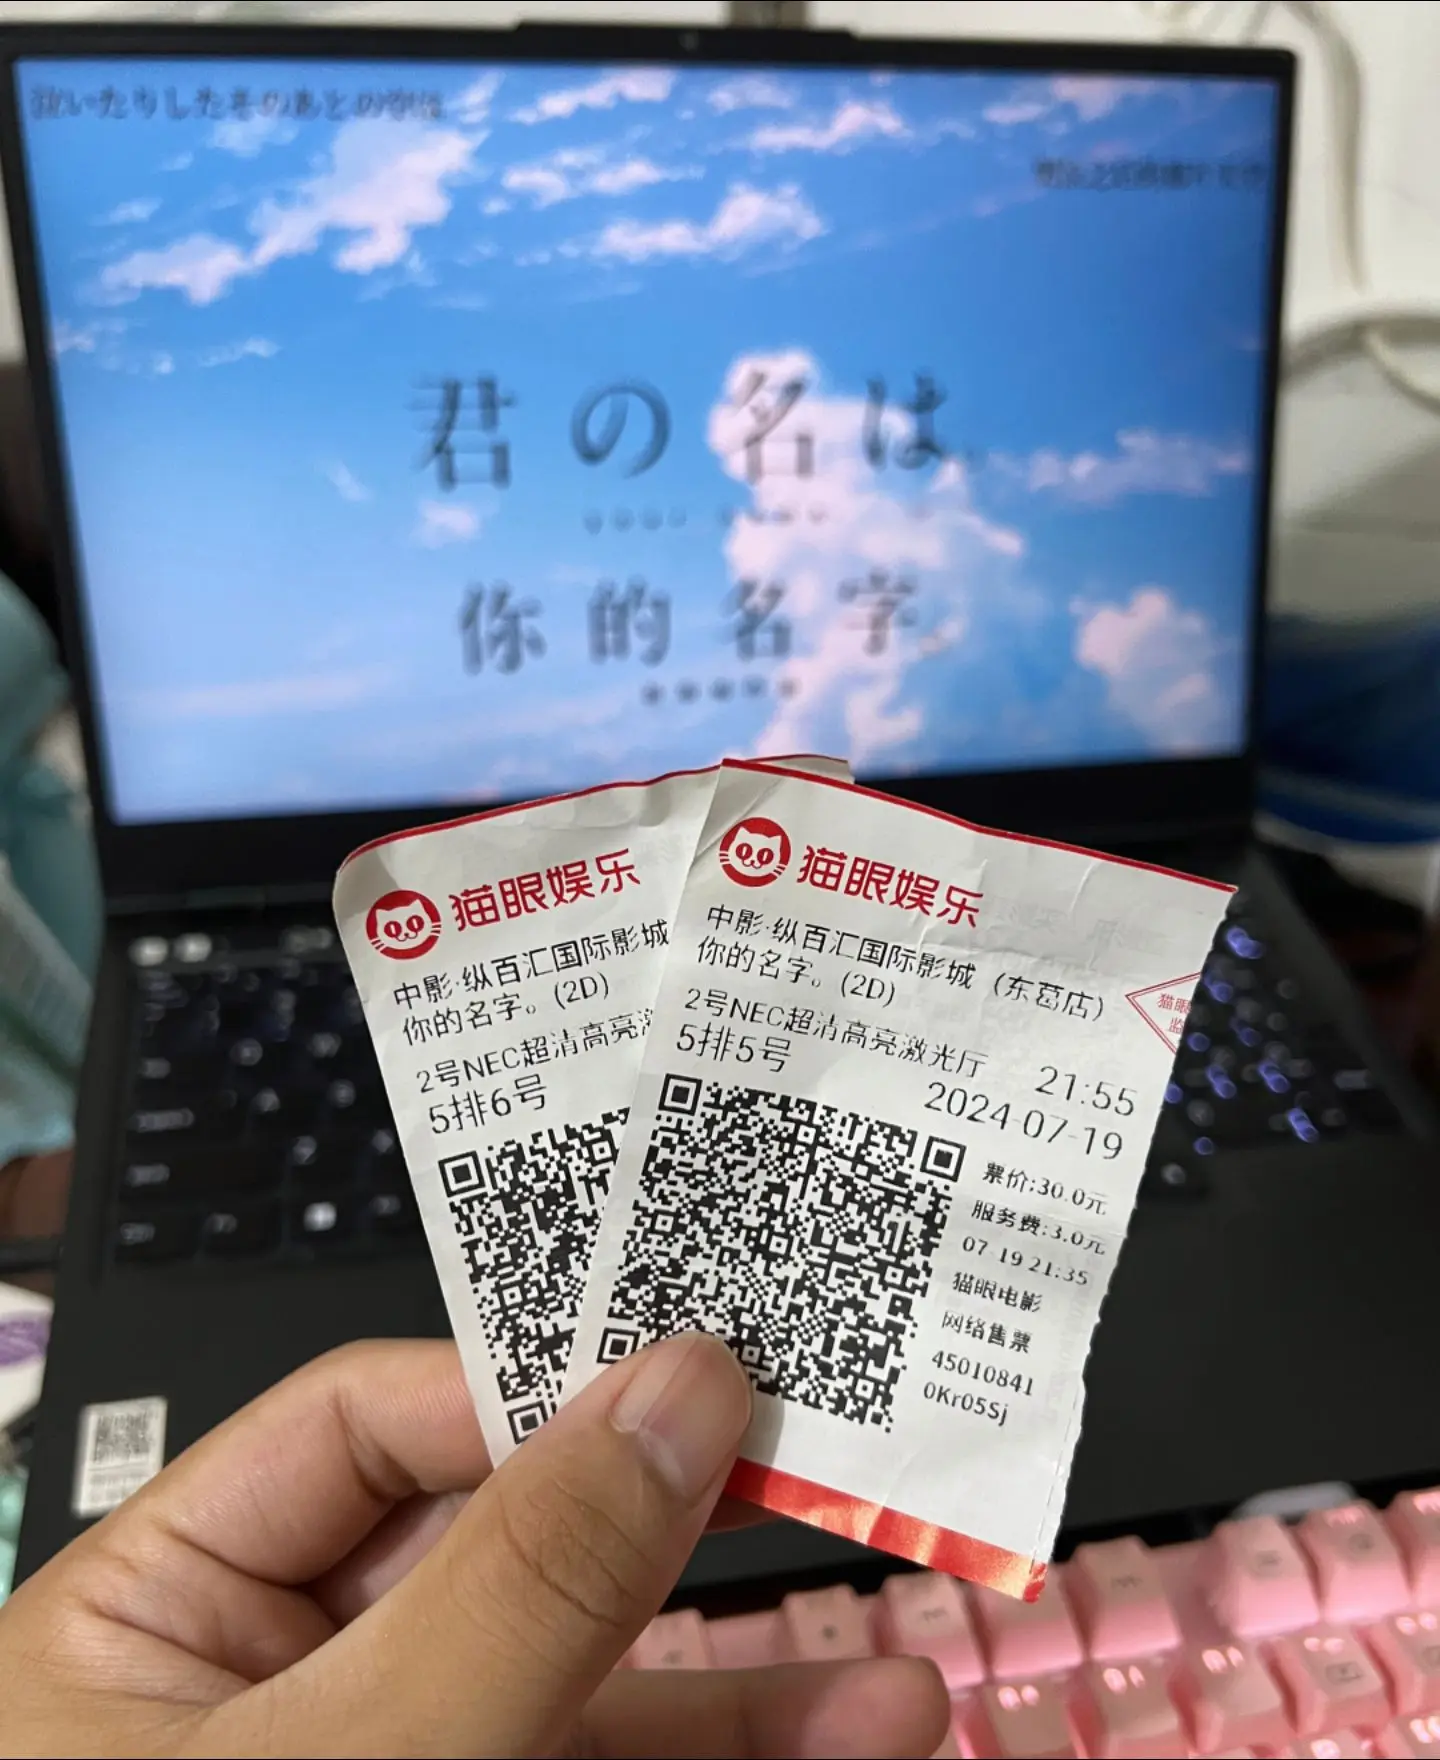 君の名は.
你的名字.
猫眼娱乐
中影·纵百汇国际影城
你的名字。(2D)
2号NEC超清高亮激
5排6号
猫眼娱乐
中影·纵百汇国际影城（东葛店）
你的名字。(2D)
2号NEC超清高亮激光厅
21:55
5排5号
2024-07-19
票价:30.0元
服务费:3.0元
07-19 21:35
猫眼电影
网络售票
45010841
0Kr05Sj
猫眼
监